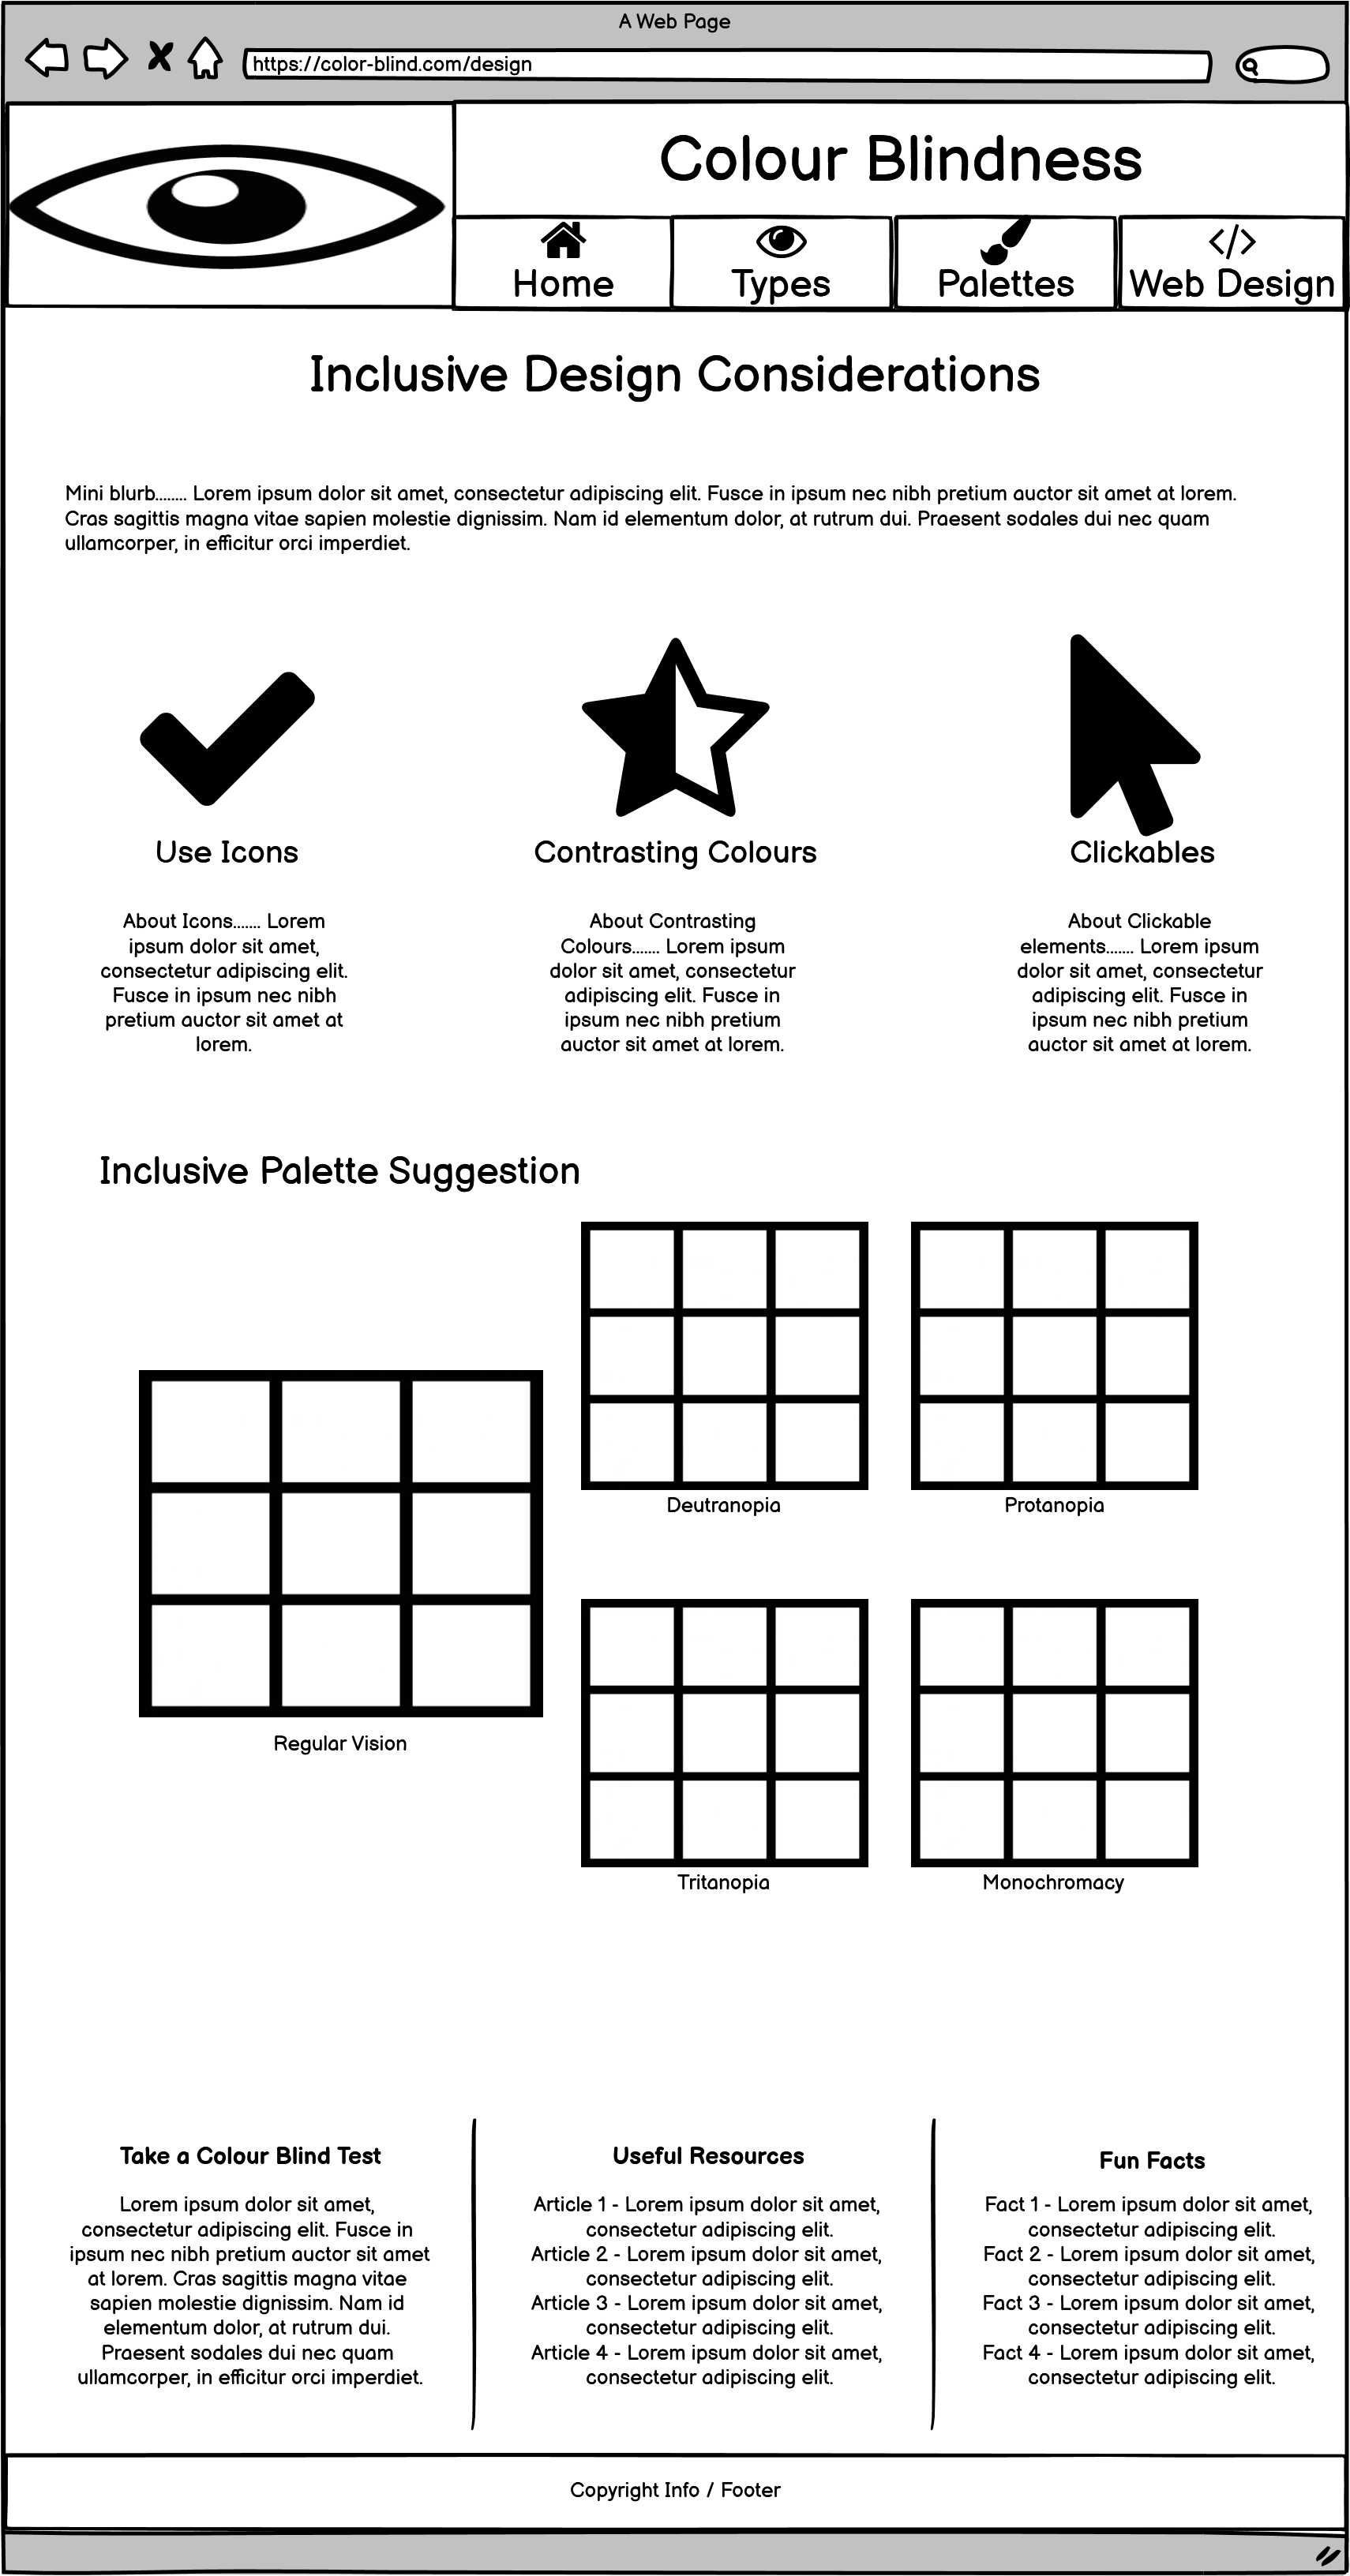 A Web Page
https://color-blind.com/design
Colour Blindness
Home
Types
Palettes
</>
Web Design
Inclusive Design Considerations
Mini blurb........ Lorem ipsum dolor sit amet, consectetur adipiscing elit. Fusce in ipsum nec nibh pretium auctor sit amet at lorem.
Cras sagittis magna vitae sapien molestie dignissim. Nam id elementum dolor, at rutrum dui. Praesent sodales dui nec quam
ullamcorper, in efficitur orci imperdiet.
Use Icons
About Icons....... Lorem
ipsum dolor sit amet,
consectetur adipiscing elit.
Fusce in ipsum nec nibh
pretium auctor sit amet at
lorem.
Contrasting Colours
About Contrasting
Colours....... Lorem ipsum
dolor sit amet, consectetur
adipiscing elit. Fusce in
ipsum nec nibh pretium
auctor sit amet at lorem.
Clickables
About Clickable
elements....... Lorem ipsum
dolor sit amet, consectetur
adipiscing elit. Fusce in
ipsum nec nibh pretium
auctor sit amet at lorem.
Inclusive Palette Suggestion
Regular Vision
Deutranopia
Protanopia
Tritanopia
Monochromacy
Take a Colour Blind Test
Lorem ipsum dolor sit amet,
consectetur adipiscing elit. Fusce in
ipsum nec nibh pretium auctor sit amet
at lorem. Cras sagittis magna vitae
sapien molestie dignissim. Nam id
elementum dolor, at rutrum dui.
Praesent sodales dui nec quam
ullamcorper, in efficitur orci imperdiet.
Useful Resources
Article 1 - Lorem ipsum dolor sit amet,
consectetur adipiscing elit.
Article 2 - Lorem ipsum dolor sit amet,
consectetur adipiscing elit.
Article 3 - Lorem ipsum dolor sit amet,
consectetur adipiscing elit.
Article 4 - Lorem ipsum dolor sit amet,
consectetur adipiscing elit.
Fun Facts
Fact 1 - Lorem ipsum dolor sit amet,
consectetur adipiscing elit.
Fact 2 - Lorem ipsum dolor sit amet,
consectetur adipiscing elit.
Fact 3 - Lorem ipsum dolor sit amet,
consectetur adipiscing elit.
Fact 4 - Lorem ipsum dolor sit amet,
consectetur adipiscing elit.
Copyright Info / Footer